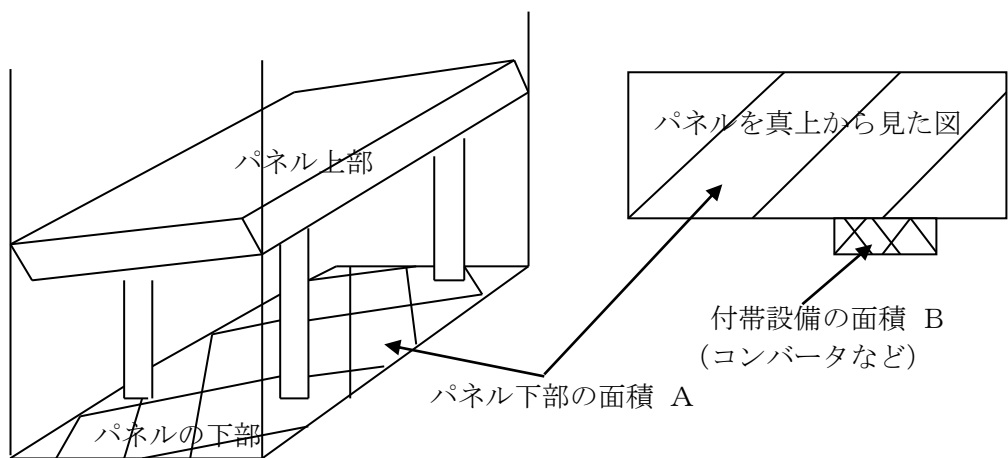 パネルを真上から見た図
パネル上部
付帯設備の面積 B
（コンバータなど）
パネル下部の面積 A
パネルの下部